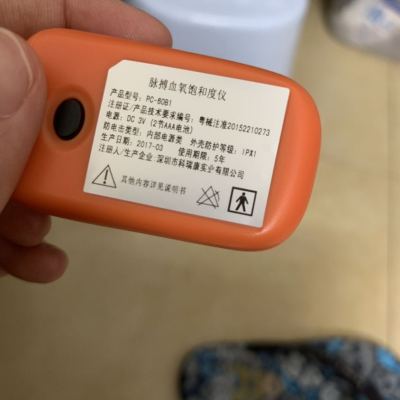 脉搏血氧饱和度仪
产品型号: PC-60B1
注册证/产品技术要求编号: 粤械注准20152210273
电源: DC 3V (2节AAA电池)
防电击类型: 内部电源类 外壳防护等级: IPX1
生产日期: 2017-03 使用期限: 5年
注册人/生产企业: 深圳市科瑞康实业有限公司
其他内容详见说明书